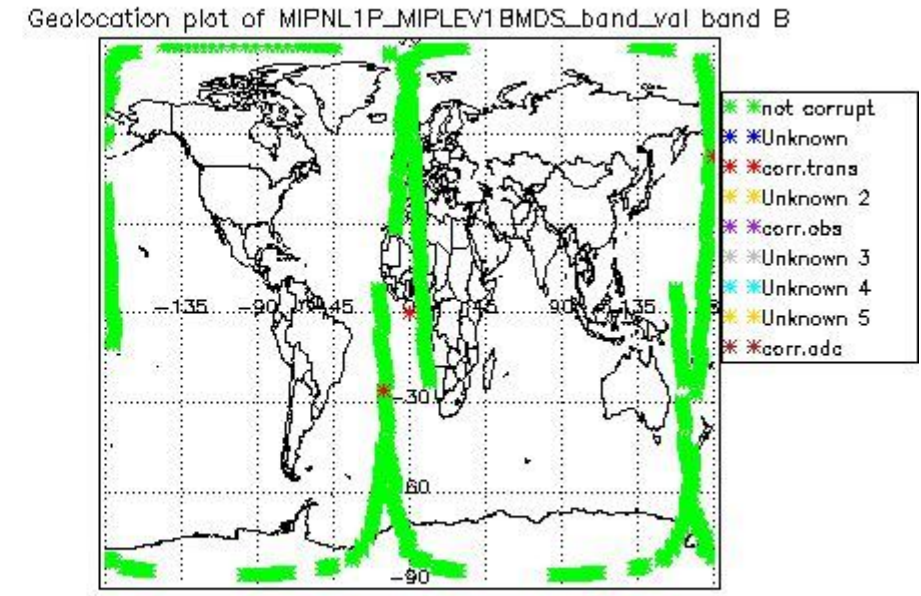 Geolocation plot of MIPNL1P_MIPLEV1BMDS_band_val band B
* *not corrupt
* *Unknown
* *corr.trans
* *Unknown 2
* *corr.obs
* *Unknown 3
* *Unknown 4
* *Unknown 5
* *corr.adc
-135 -90 45 45 90 135
-30
60
-90